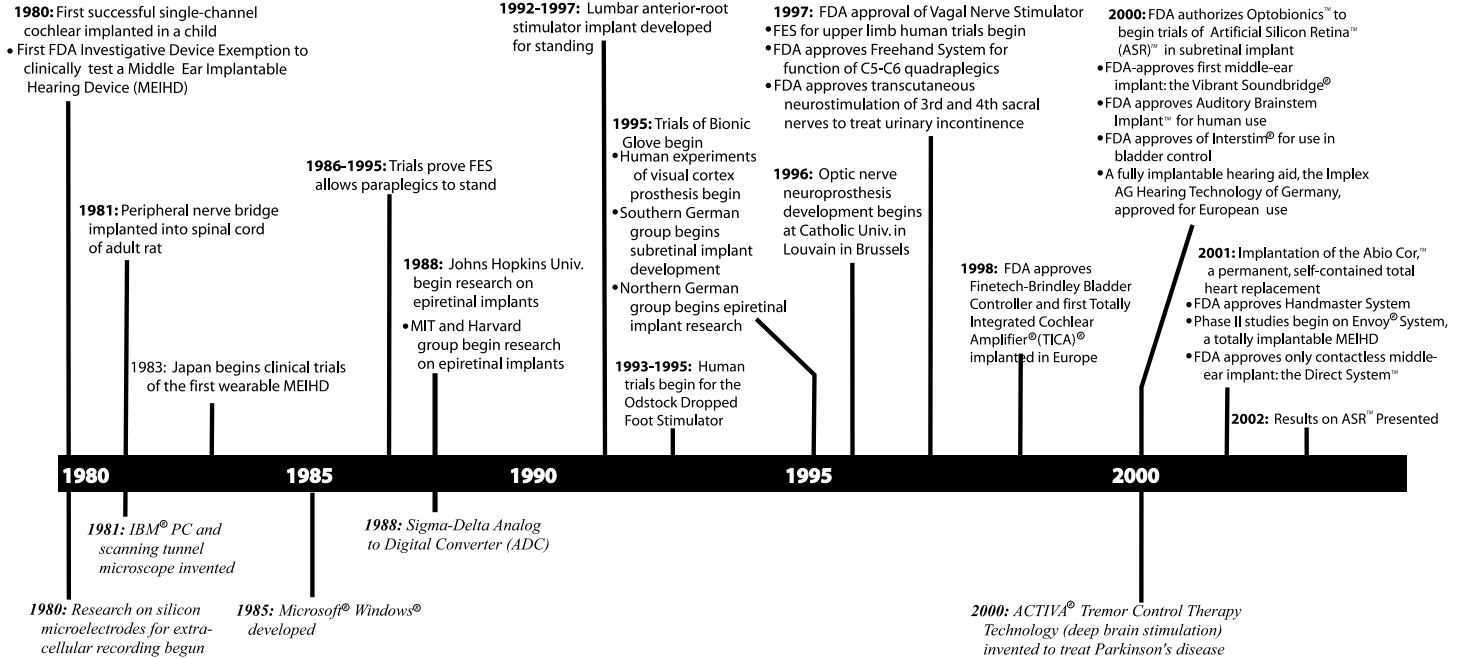 1980: First successful single-channel
cochlear implanted in a child
• First FDA Investigative Device Exemption to
clinically test a Middle Ear Implantable
Hearing Device (MEIHD)
1981: Peripheral nerve bridge
implanted into spinal cord
of adult rat
1983: Japan begins clinical trials
of the first wearable MEIHD
1986-1995: Trials prove FES
allows paraplegics to stand
1988: Johns Hopkins Univ.
begin research on
epiretinal implants
• MIT and Harvard
group begin research
on epiretinal implants
1992-1997: Lumbar anterior-root
stimulator implant developed
for standing
1995: Trials of Bionic
Glove begin
• Human experiments
of visual cortex
prosthesis begin
• Southern German
group begins
subretinal implant
development
• Northern German
group begins epiretinal
implant research
1993-1995: Human
trials begin for the
Odstock Dropped
Foot Stimulator
1997: FDA approval of Vagal Nerve Stimulator
• FES for upper limb human trials begin
• FDA approves Freehand System for
function of C5-C6 quadraplegics
• FDA approves transcutaneous
neurostimulation of 3rd and 4th sacral
nerves to treat urinary incontinence
1996: Optic nerve
neuroprosthesis
development begins
at Catholic Univ. in
Louvain in Brussels
1998: FDA approves
Finetech-Brindley Bladder
Controller and first Totally
Integrated Cochlear
Amplifier® (TICA)®
implanted in Europe
2000: FDA authorizes Optobionics™ to
begin trials of Artificial Silicon Retina™
(ASR)™ in subretinal implant
• FDA-approves first middle-ear
implant: the Vibrant Soundbridge®
• FDA approves Auditory Brainstem
Implant™ for human use
• FDA approves of Interstim® for use in
bladder control
• A fully implantable hearing aid, the Implex
AG Hearing Technology of Germany,
approved for European use
2001: Implantation of the Abio Cor,™
a permanent, self-contained total
heart replacement
• FDA approves Handmaster System
• Phase II studies begin on Envoy® System,
a totally implantable MEIHD
• FDA approves only contactless middle-
ear implant: the Direct System™
2002: Results on ASR™ Presented
1980 1985 1990 1995 2000
1981: IBM® PC and
scanning tunnel
microscope invented
1988: Sigma-Delta Analog
to Digital Converter (ADC)
1980: Research on silicon
microelectrodes for extra-
cellular recording begun
1985: Microsoft® Windows®
developed
2000: ACTIVA® Tremor Control Therapy
Technology (deep brain stimulation)
invented to treat Parkinson's disease